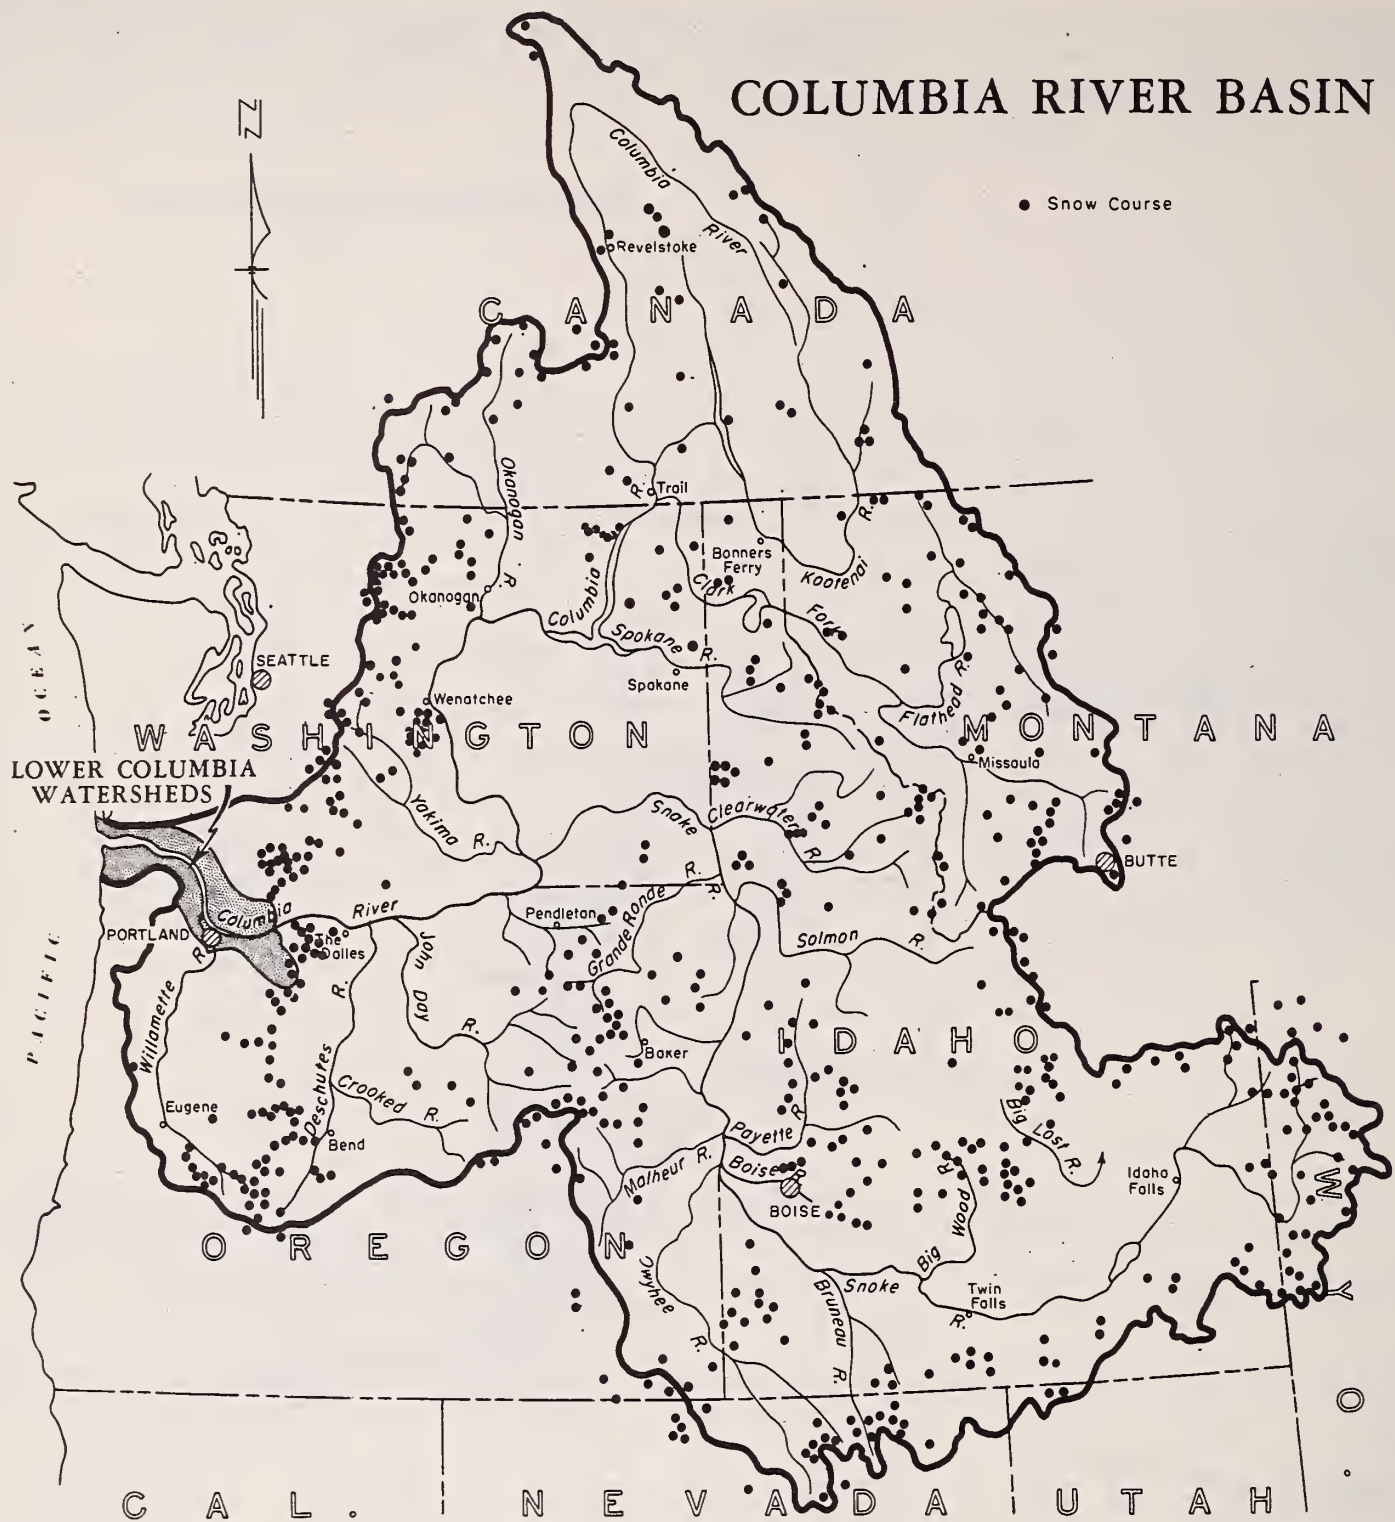 COLUMBIA RIVER BASIN
N
● Snow Course
Columbia
River
Revelstoke
CANADA
Okanogan
R.
Trail
R.
R.
Bonners
Ferry
Kootenai
Okanogan
Columbia
Clark
Fork
Spokane
R.
Spokane
Flathead R.
SEATTLE
Wenatchee
OCEAN
WASHINGTON
MONTANA
Missoula
LOWER COLUMBIA
WATERSHEDS
Yakima R.
Snake
R.
Clearwater
R.
BUTTE
Columbia
River
PORTLAND
The
Dalles
Pendleton
Grande Ronde
R.
Salmon
R.
PACIFIC
Willamette
R.
John Day
R.
Deschutes
R.
Baker
IDAHO
Crooked R.
Eugene
Bend
Payette
R.
Big Lost R.
Malheur R.
Boise
R.
BOISE
Idaho
Falls
W
OREGON
Big Wood
R.
Owyhee
R.
Bruneau
R.
Snake
R.
Twin
Falls
Y
O
.
CAL.
NEVADA
UTAH